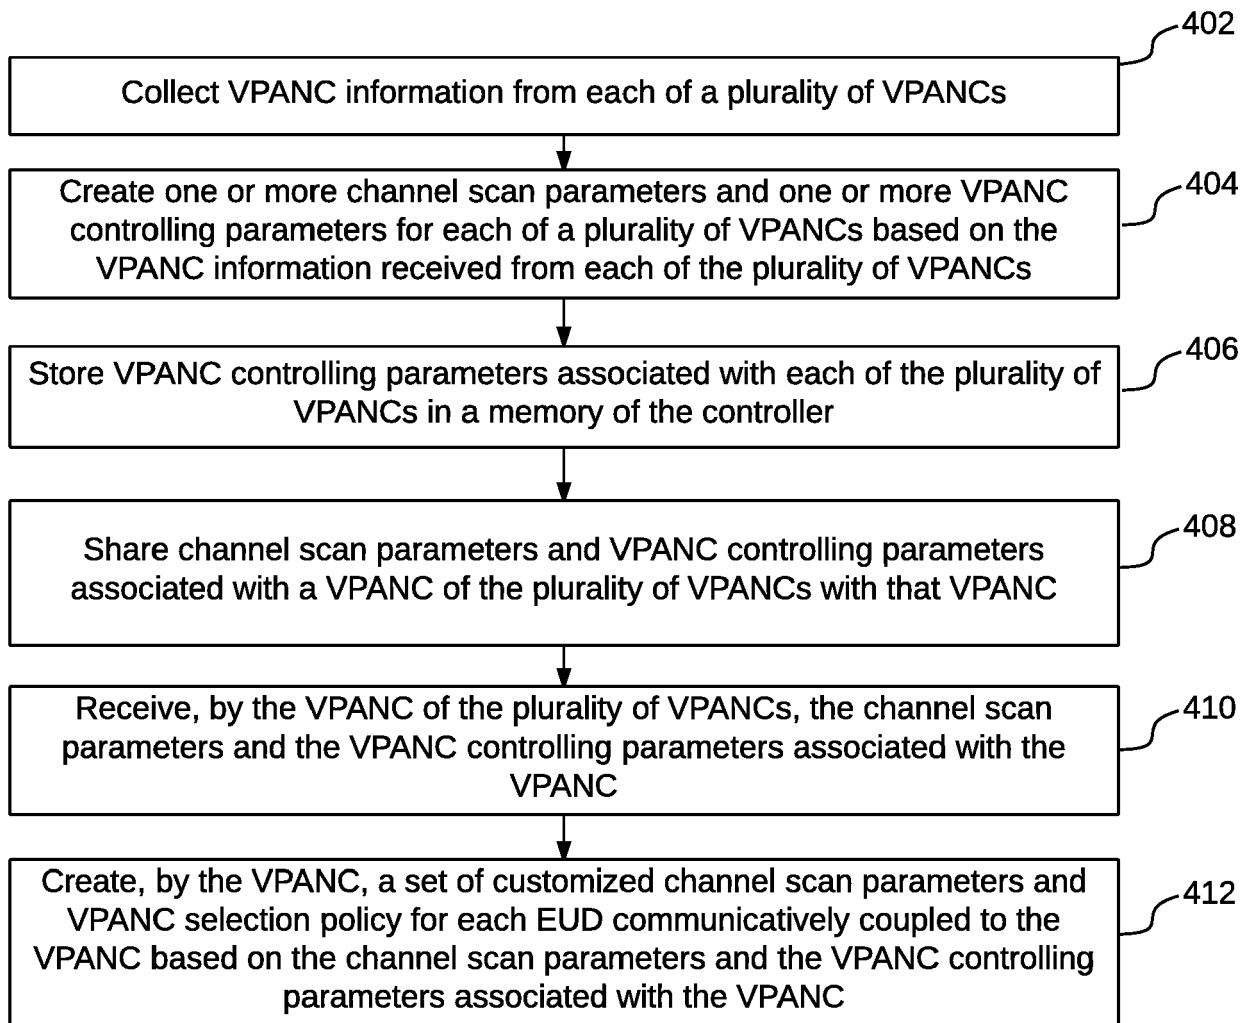 402
Collect VPANC information from each of a plurality of VPANCs
404
Create one or more channel scan parameters and one or more VPANC
controlling parameters for each of a plurality of VPANCs based on the
VPANC information received from each of the plurality of VPANCs
406
Store VPANC controlling parameters associated with each of the plurality of
VPANCs in a memory of the controller
408
Share channel scan parameters and VPANC controlling parameters
associated with a VPANC of the plurality of VPANCs with that VPANC
410
Receive, by the VPANC of the plurality of VPANCs, the channel scan
parameters and the VPANC controlling parameters associated with the
VPANC
412
Create, by the VPANC, a set of customized channel scan parameters and
VPANC selection policy for each EUD communicatively coupled to the
VPANC based on the channel scan parameters and the VPANC controlling
parameters associated with the VPANC